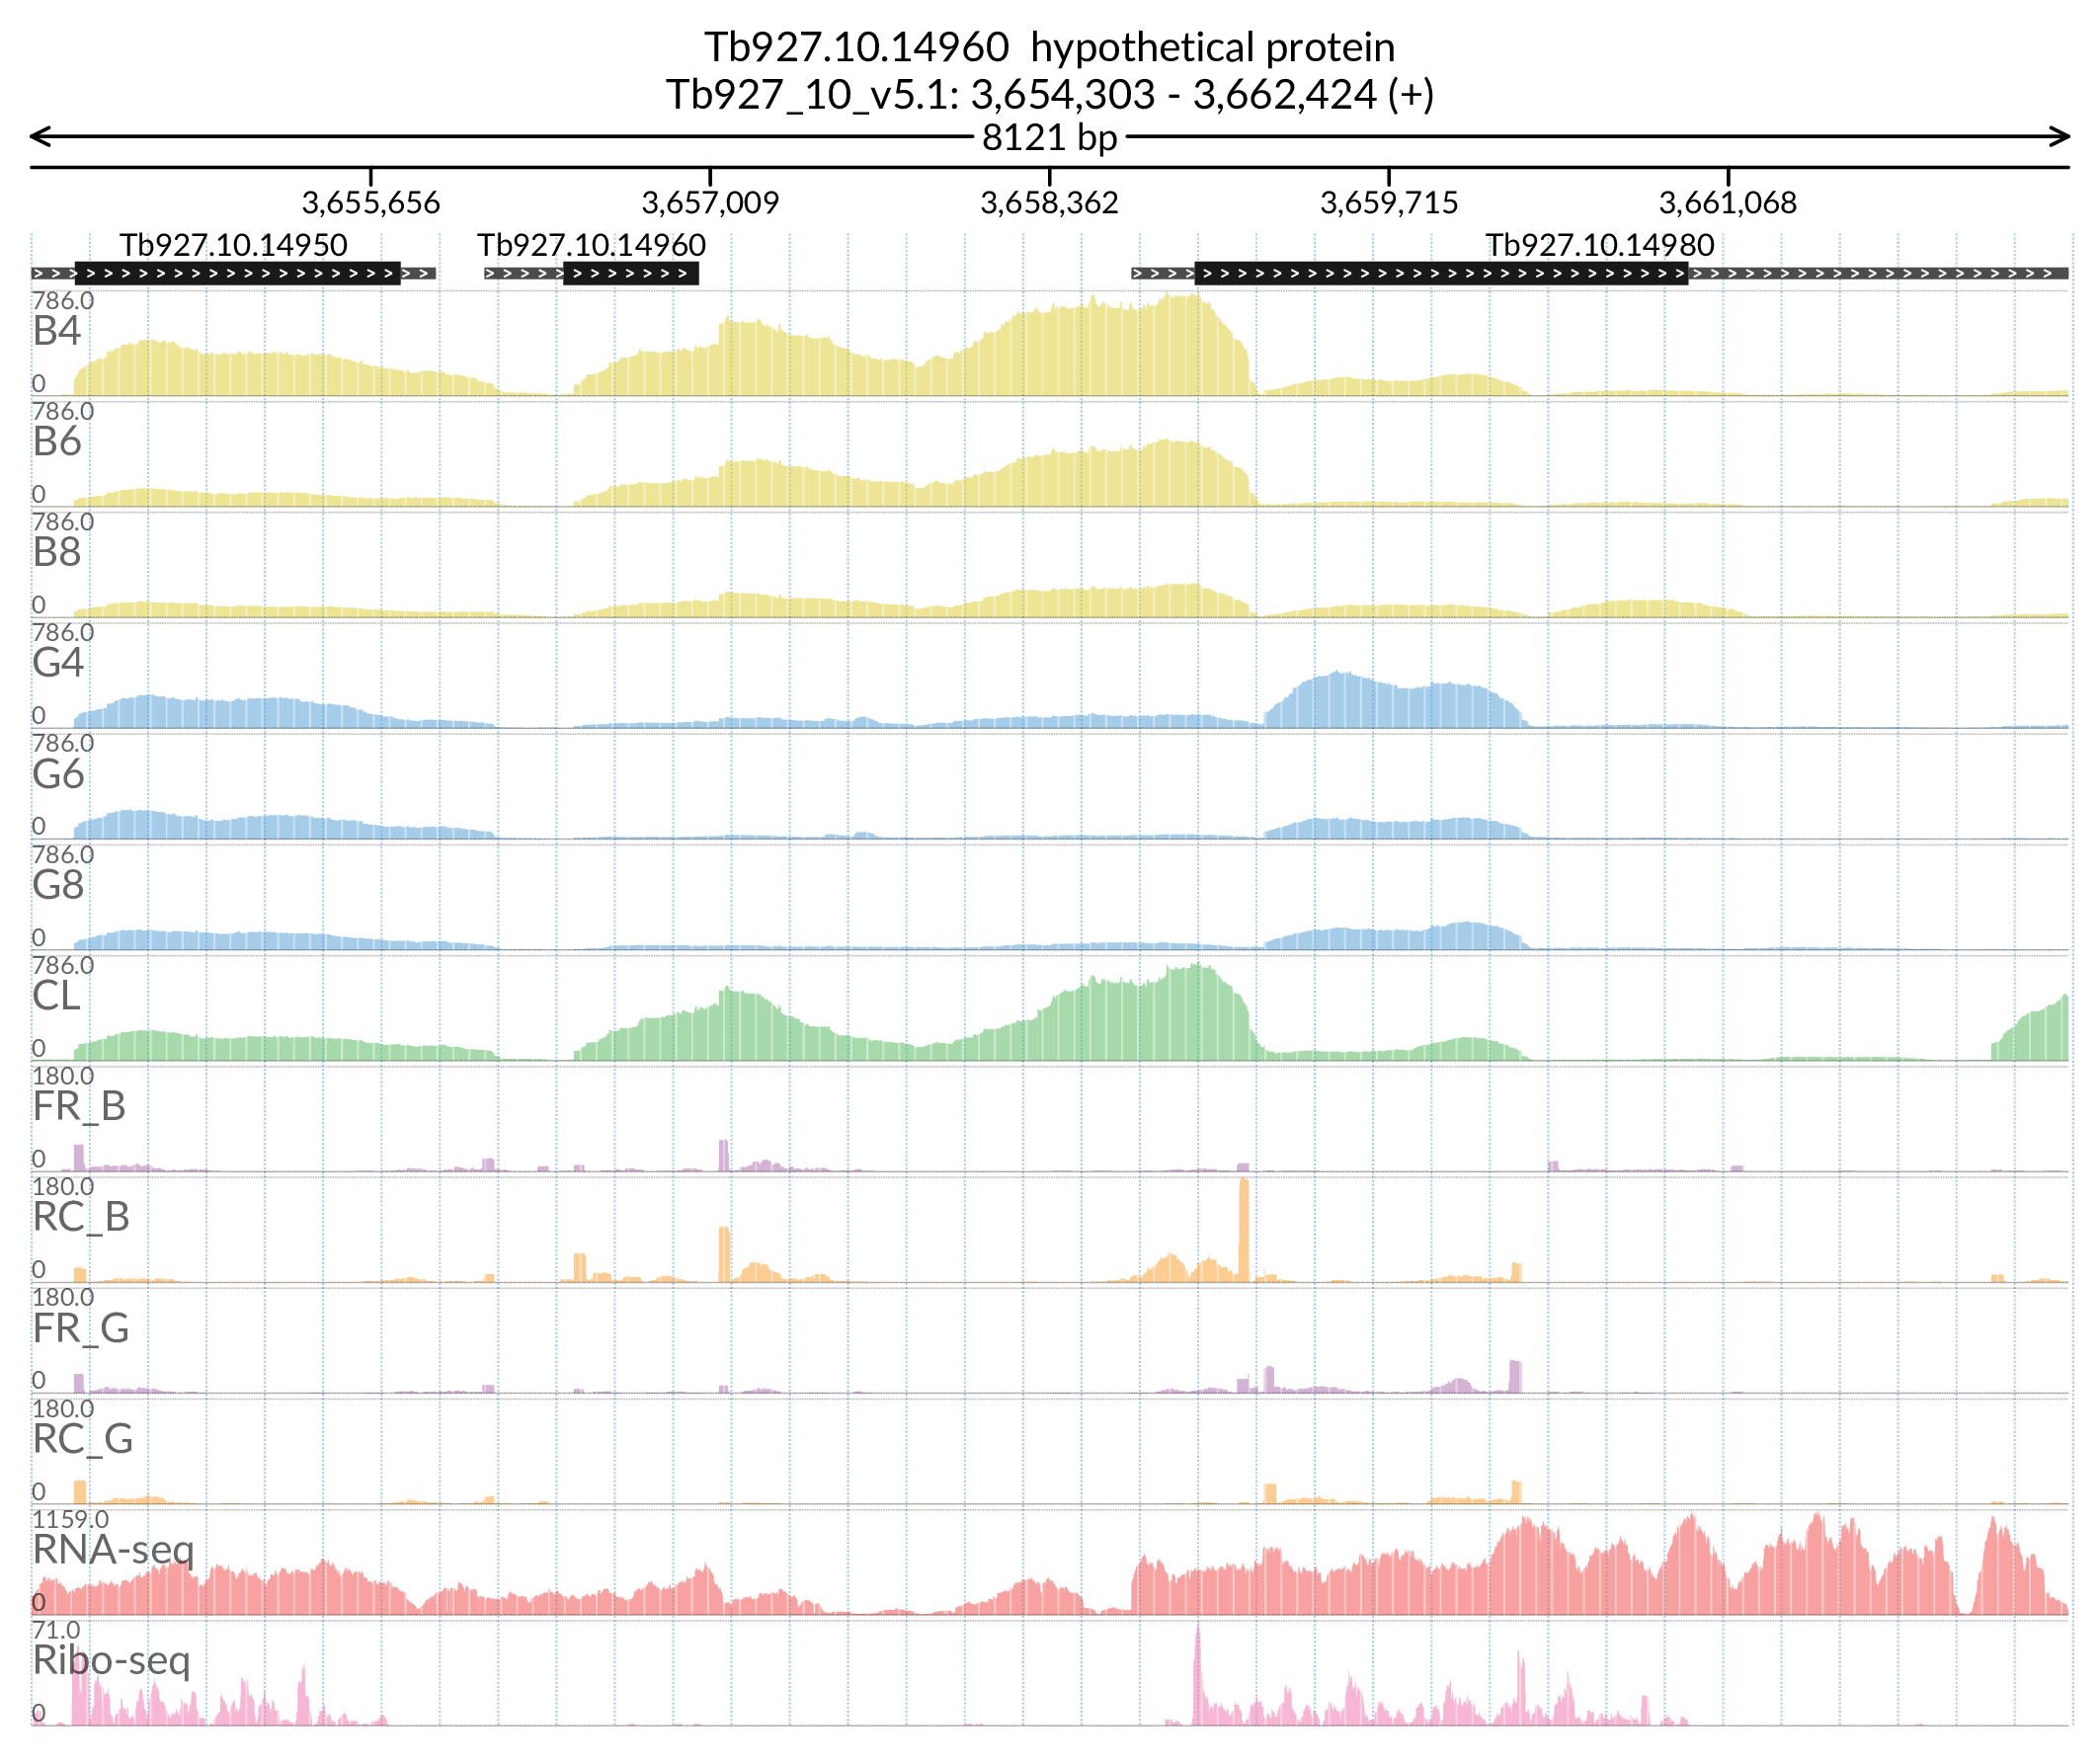 Tb927.10.14960 hypothetical protein
Tb927_10_v5.1: 3,654,303 - 3,662,424 (+)
8121 bp
3,655,656 3,657,009 3,658,362 3,659,715 3,661,068
Tb927.10.14950 Tb927.10.14960 Tb927.10.14980
786.0
B4
0
786.0
B6
0
786.0
B8
0
786.0
G4
0
786.0
G6
0
786.0
G8
0
786.0
CL
0
180.0
FR_B
0
180.0
RC_B
0
180.0
FR_G
0
180.0
RC_G
0
1159.0
RNA-seq
0
71.0
Ribo-seq
0